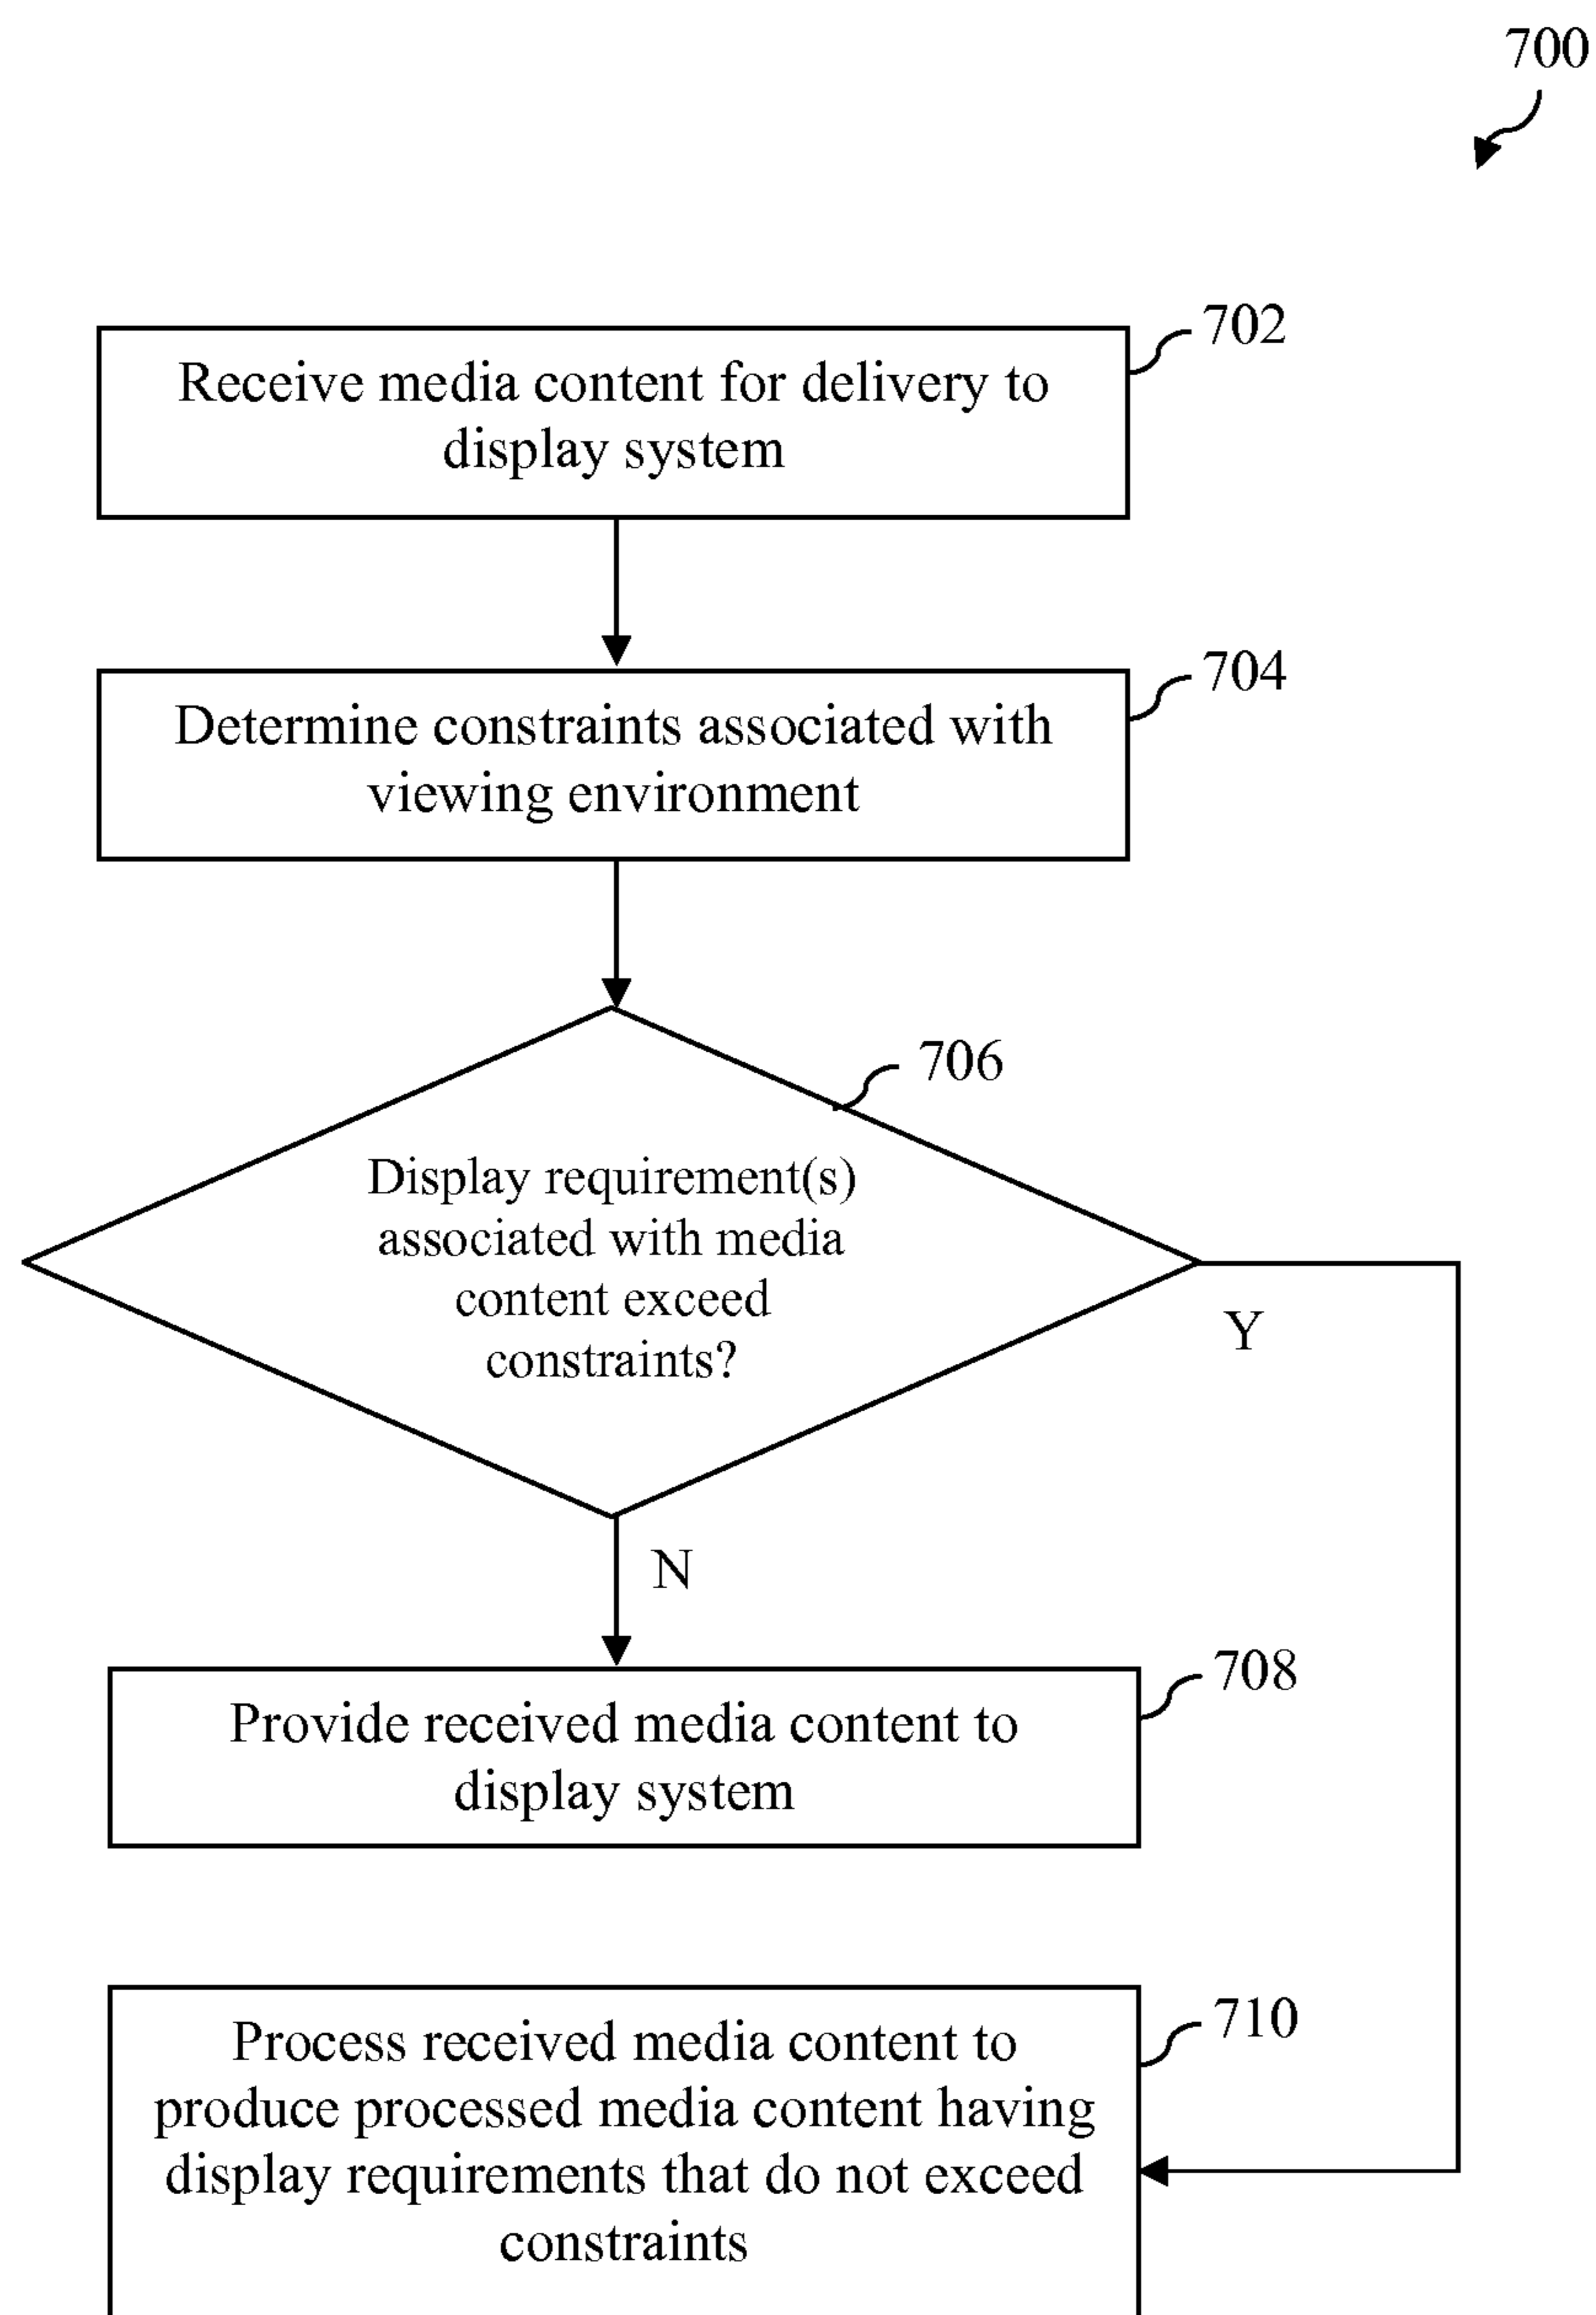 700
702
Receive media content for delivery to
display system
704
Determine constraints associated with
viewing environment
706
Display requirement(s)
associated with media
content exceed
constraints?
Y
N
708
Provide received media content to
display system
710
Process received media content to
produce processed media content having
display requirements that do not exceed
constraints